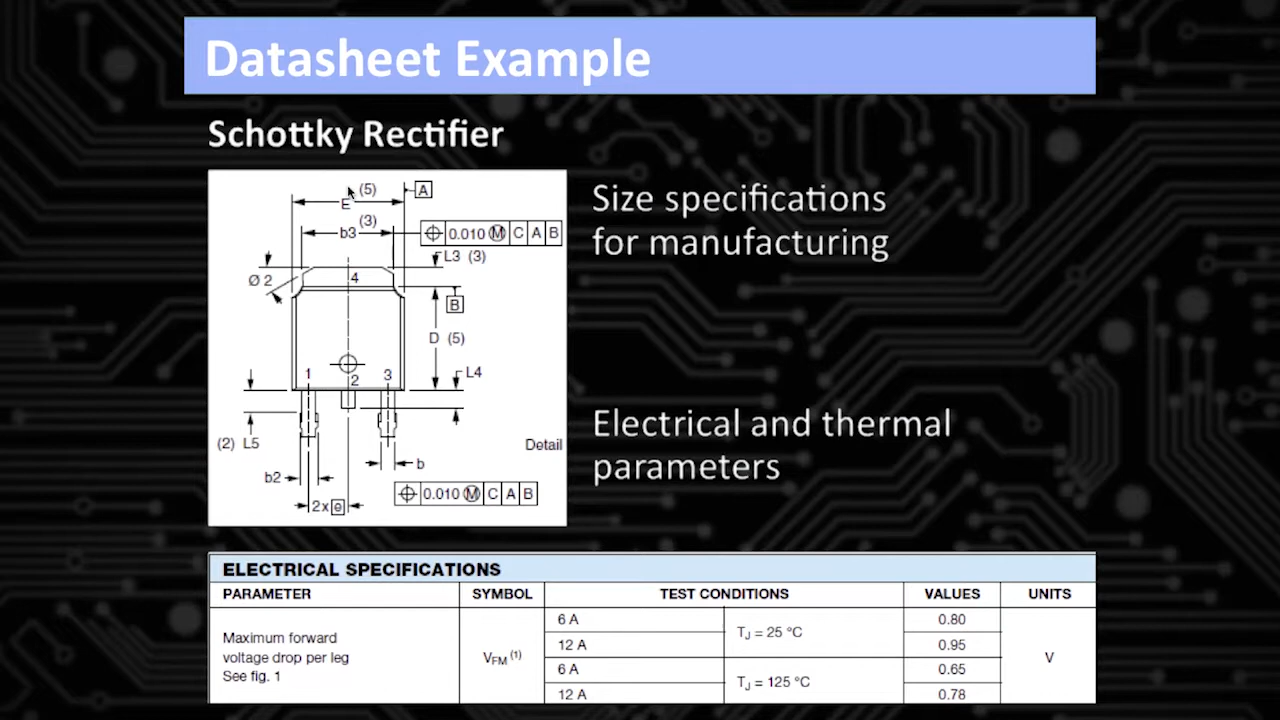 Datasheet Example
Schottky Rectifier
Size specifications
for manufacturing
Electrical and thermal
parameters
(5)
A
E
(3)
b3
0.010 Ⓜ C A B
L3 (3)
Ø 2
4
B
D (5)
L4
1
2
3
(2) L5
Detail
b
b2
0.010 Ⓜ C A B
2x e
ELECTRICAL SPECIFICATIONS
PARAMETER SYMBOL TEST CONDITIONS VALUES UNITS
Maximum forward
voltage drop per leg
See fig. 1
VFM (1)
6 A
TJ = 25 °C
0.80
12 A
0.95
6 A
TJ = 125 °C
0.65
12 A
0.78
V